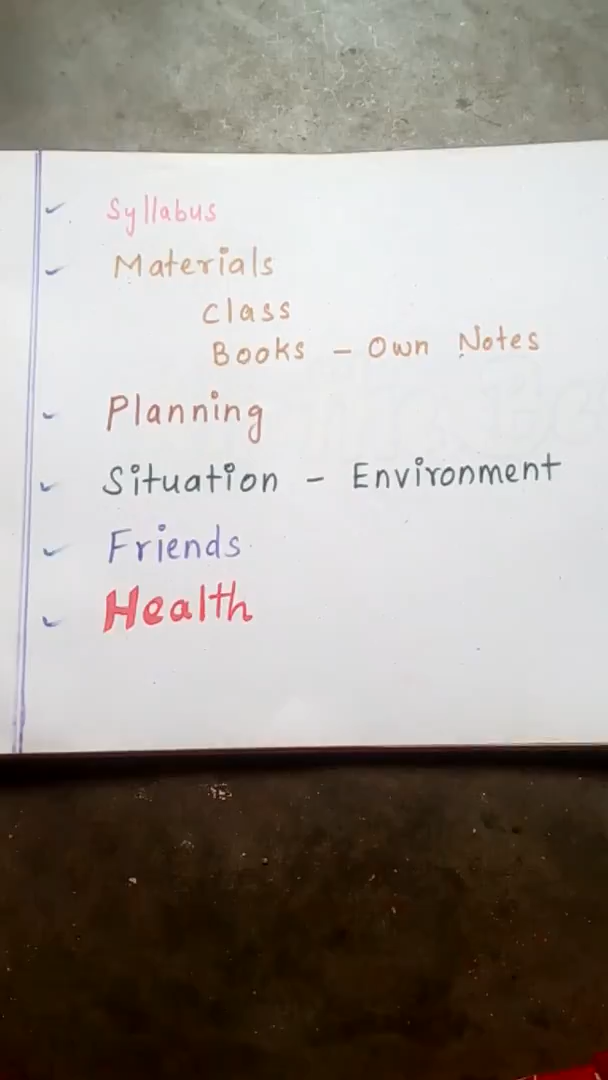 Syllabus
Materials
Class
Books - Own Notes
Planning
Situation - Environment
Friends
Health